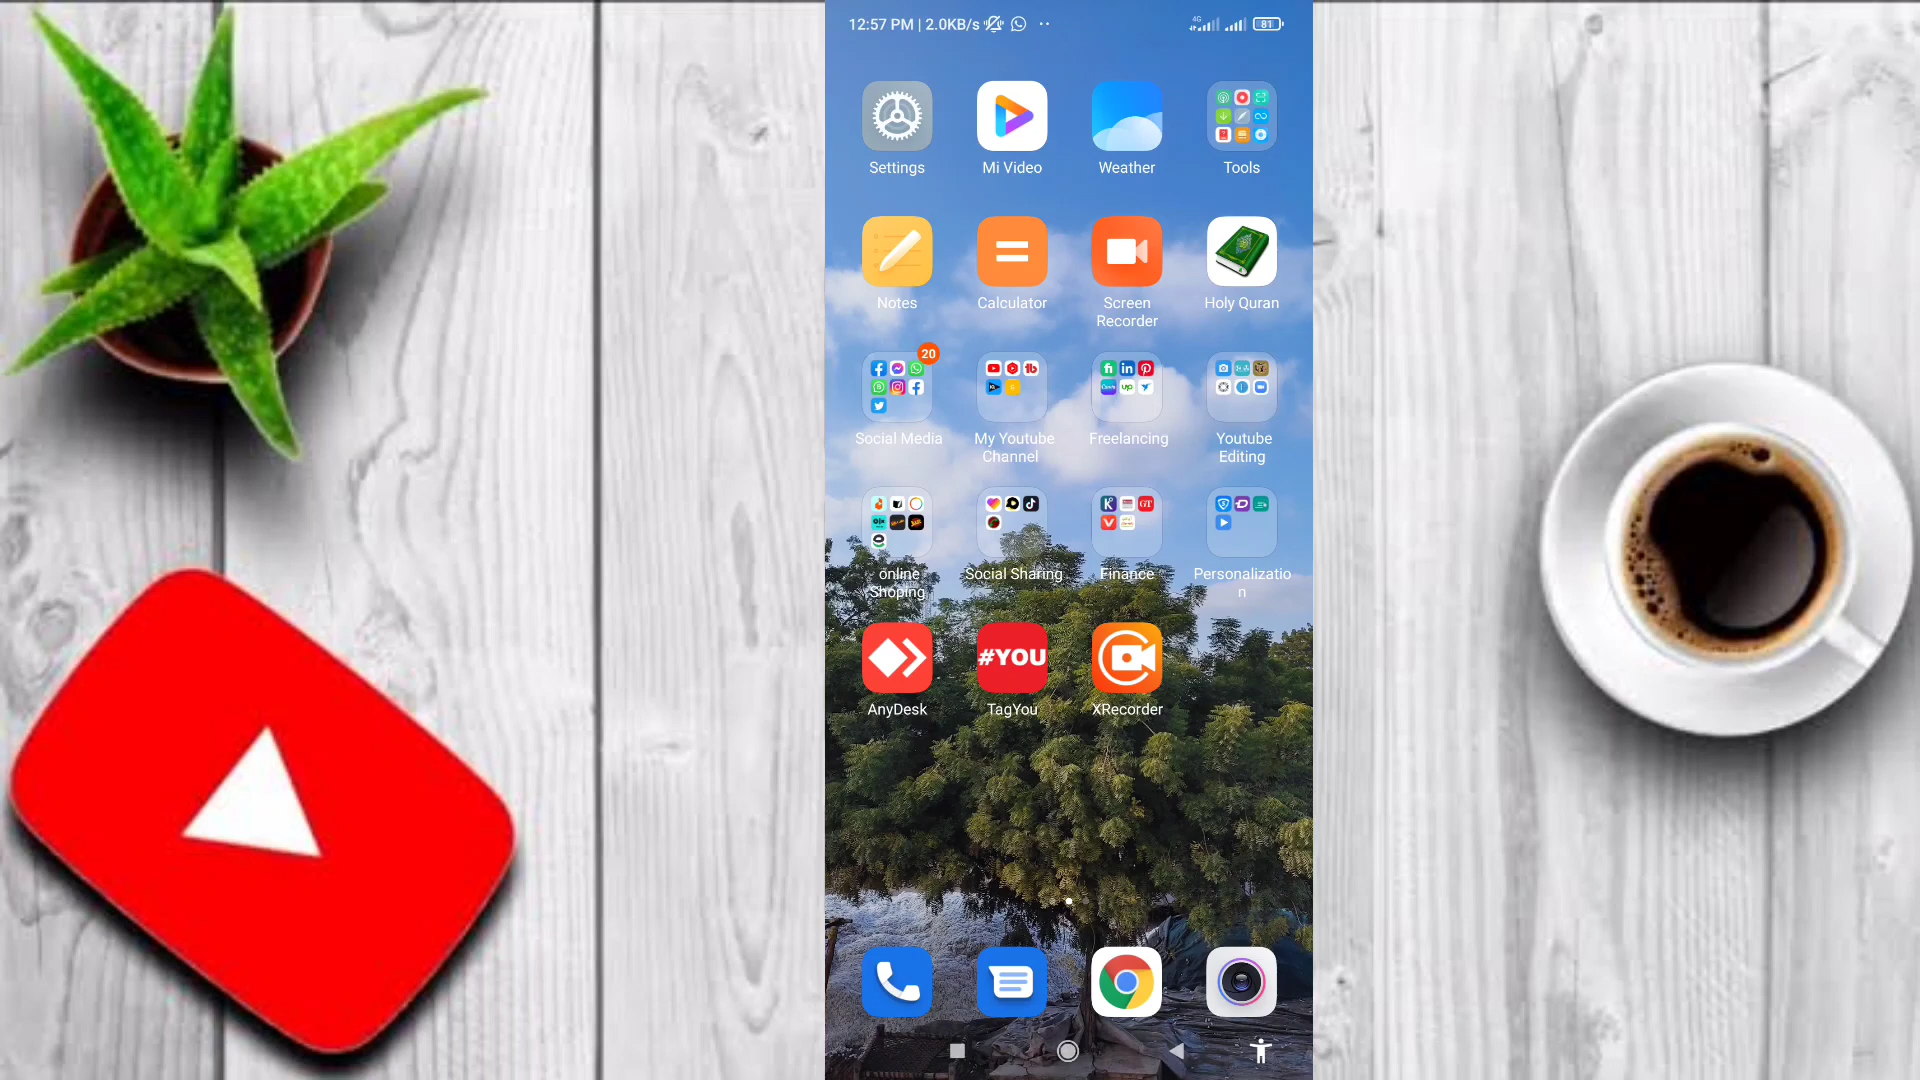 12:57 PM | 2.0KB/s
4G
81
Settings
Mi Video
Weather
Tools
Notes
Calculator
Screen
Recorder
Holy Quran
20
Social Media
My Youtube
Channel
Freelancing
Youtube
Editing
online
Shoping
Social Sharing
Finance
Personalizatio
n
#YOU
AnyDesk
TagYou
XRecorder